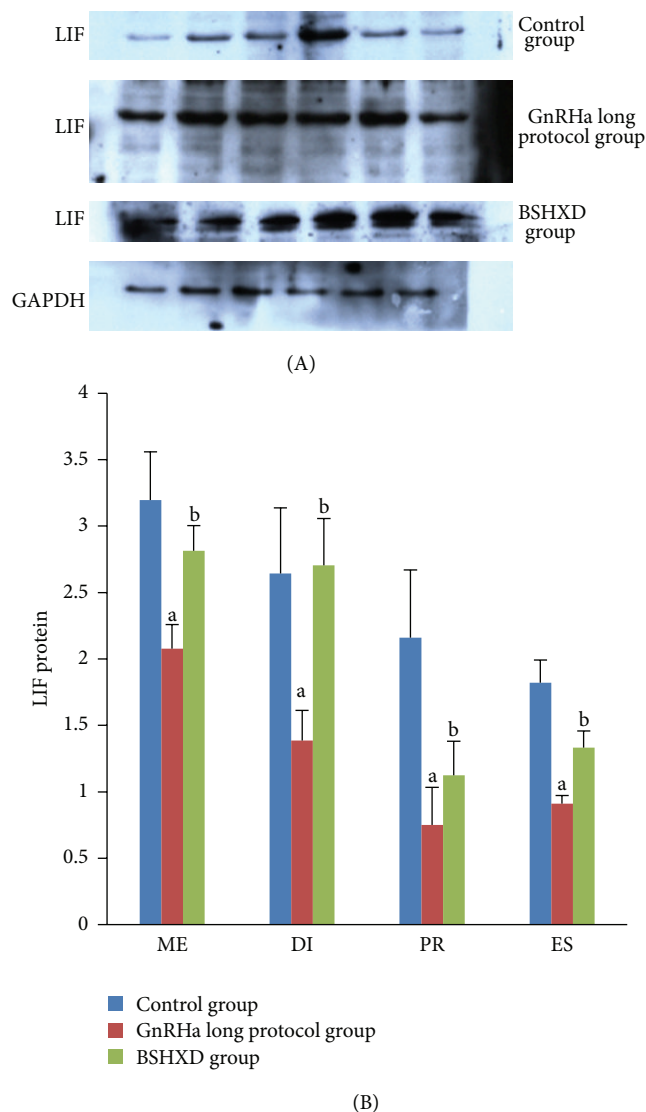 LIF
Control
group
LIF
GnRHa long
protocol group
LIF
BSHXD
group
GAPDH
(A)
4
3.5
3
2.5
2
1.5
1
0.5
0
LIF protein
b
a
b
a
b
a
b
a
ME DI PR ES
Control group
GnRHa long protocol group
BSHXD group
(B)